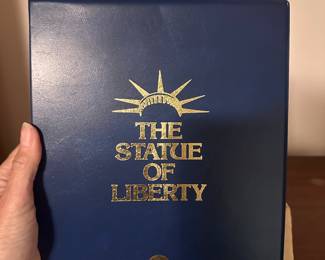 THE
STATUE
OF
LIBERTY